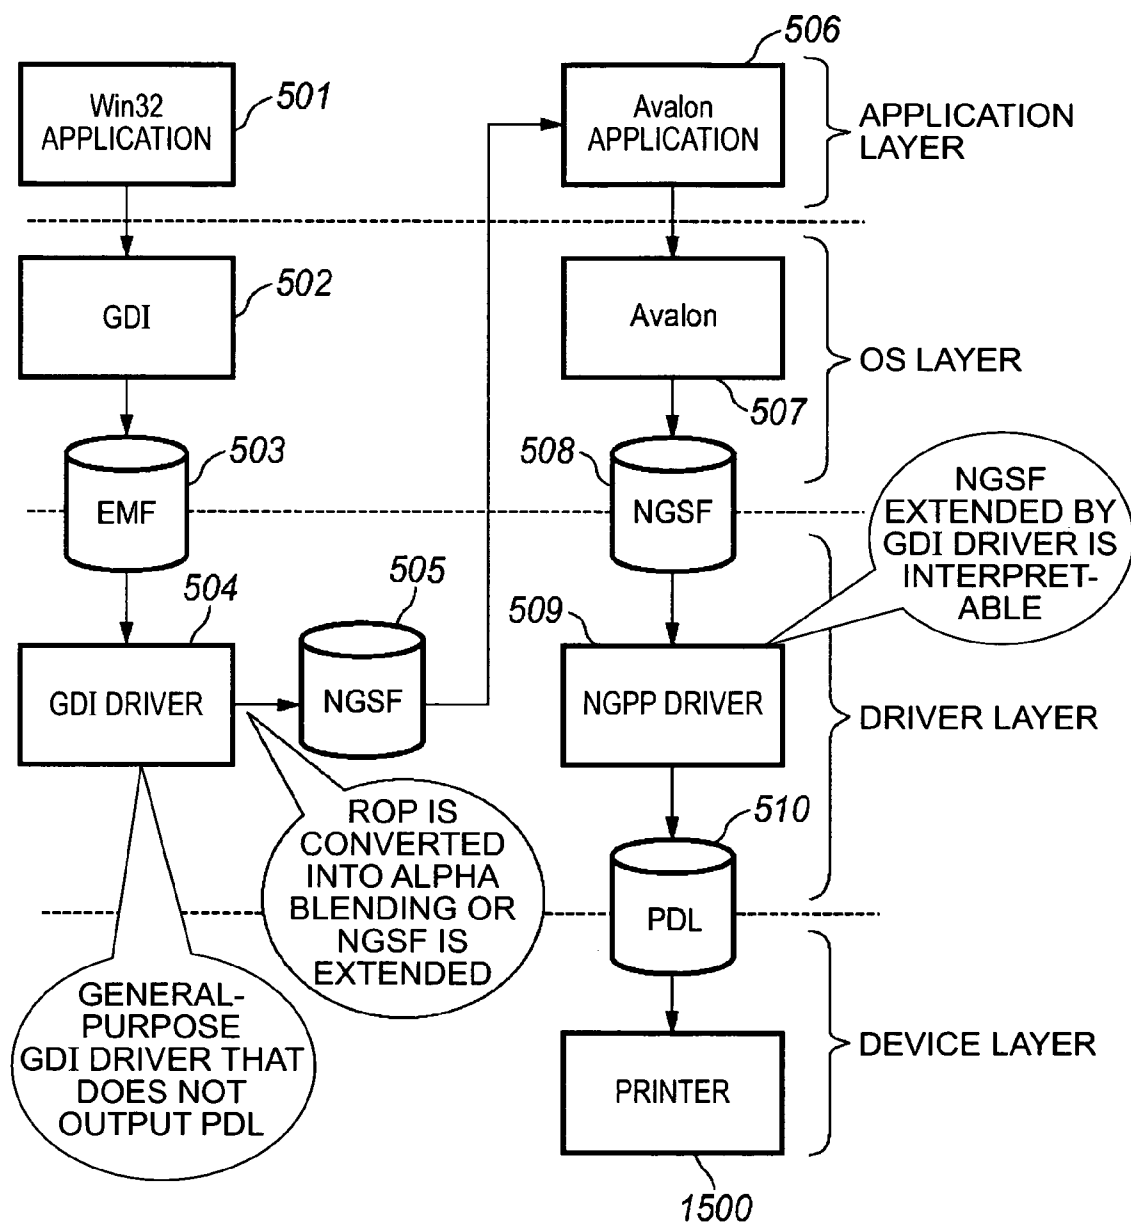 506
Win32
APPLICATION
501
Avalon
APPLICATION
APPLICATION
LAYER
GDI
502
Avalon
507
OS LAYER
EMF
503
508
NGSF
NGSF
EXTENDED BY
GDI DRIVER IS
INTERPRET-
ABLE
504
505
509
GDI DRIVER
NGSF
NGPP DRIVER
DRIVER LAYER
ROP IS
CONVERTED
INTO ALPHA
BLENDING OR
NGSF IS
EXTENDED
510
PDL
GENERAL-
PURPOSE
GDI DRIVER THAT
DOES NOT
OUTPUT PDL
PRINTER
DEVICE LAYER
1500